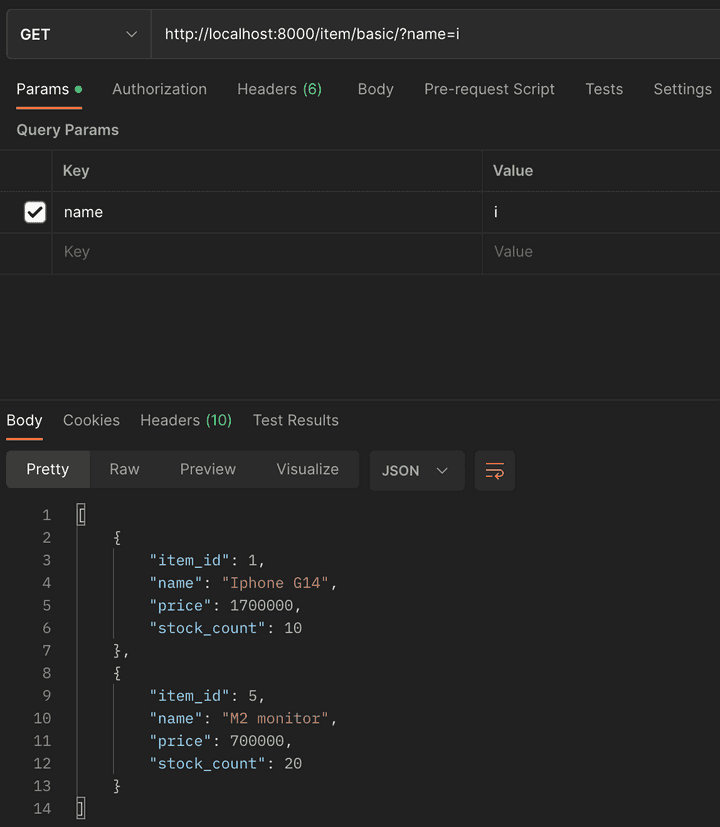 GET http://localhost:8000/item/basic/?name=i
Params Authorization Headers (6) Body Pre-request Script Tests Settings
Query Params
Key Value
name i
Key Value
Body Cookies Headers (10) Test Results
Pretty Raw Preview Visualize JSON
1 [
2 {
3 "item_id": 1,
4 "name": "Iphone G14",
5 "price": 1700000,
6 "stock_count": 10
7 },
8 {
9 "item_id": 5,
10 "name": "M2 monitor",
11 "price": 700000,
12 "stock_count": 20
13 }
14 ]